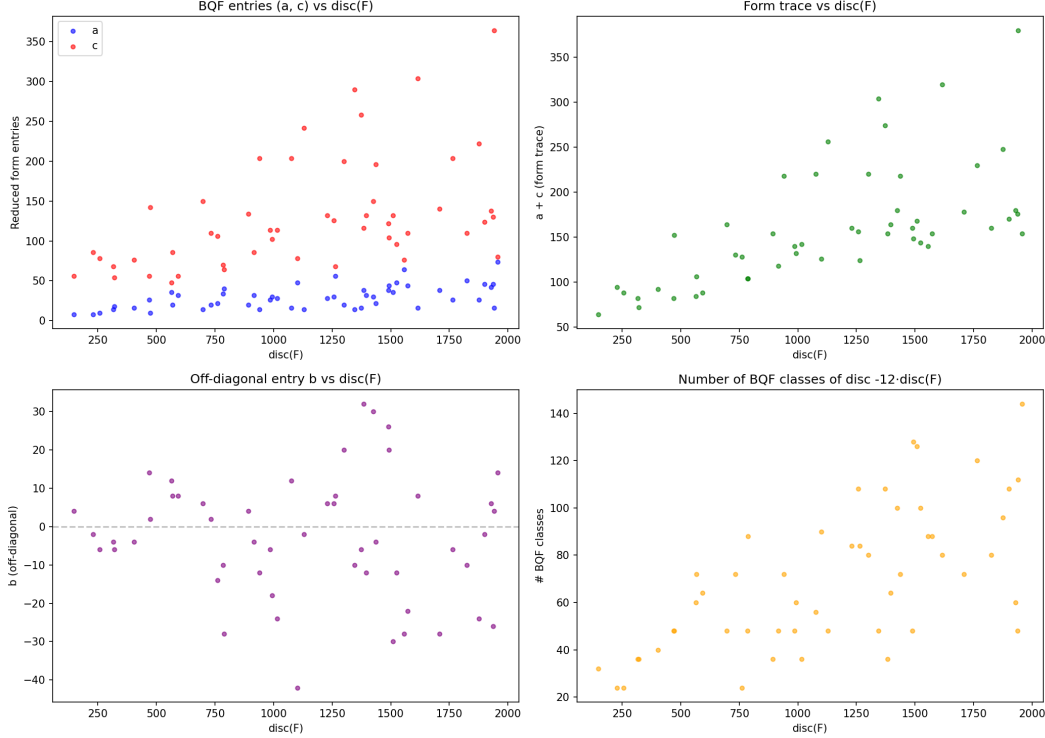 BQF entries (a, c) vs disc(F)
a
c
Reduced form entries
350
300
250
200
150
100
50
0
250 500 750 1000 1250 1500 1750 2000
disc(F)
Form trace vs disc(F)
a + c (form trace)
350
300
250
200
150
100
50
250 500 750 1000 1250 1500 1750 2000
disc(F)
Off-diagonal entry b vs disc(F)
b (off-diagonal)
30
20
10
0
−10
−20
−30
−40
250 500 750 1000 1250 1500 1750 2000
disc(F)
Number of BQF classes of disc -12·disc(F)
# BQF classes
140
120
100
80
60
40
20
250 500 750 1000 1250 1500 1750 2000
disc(F)